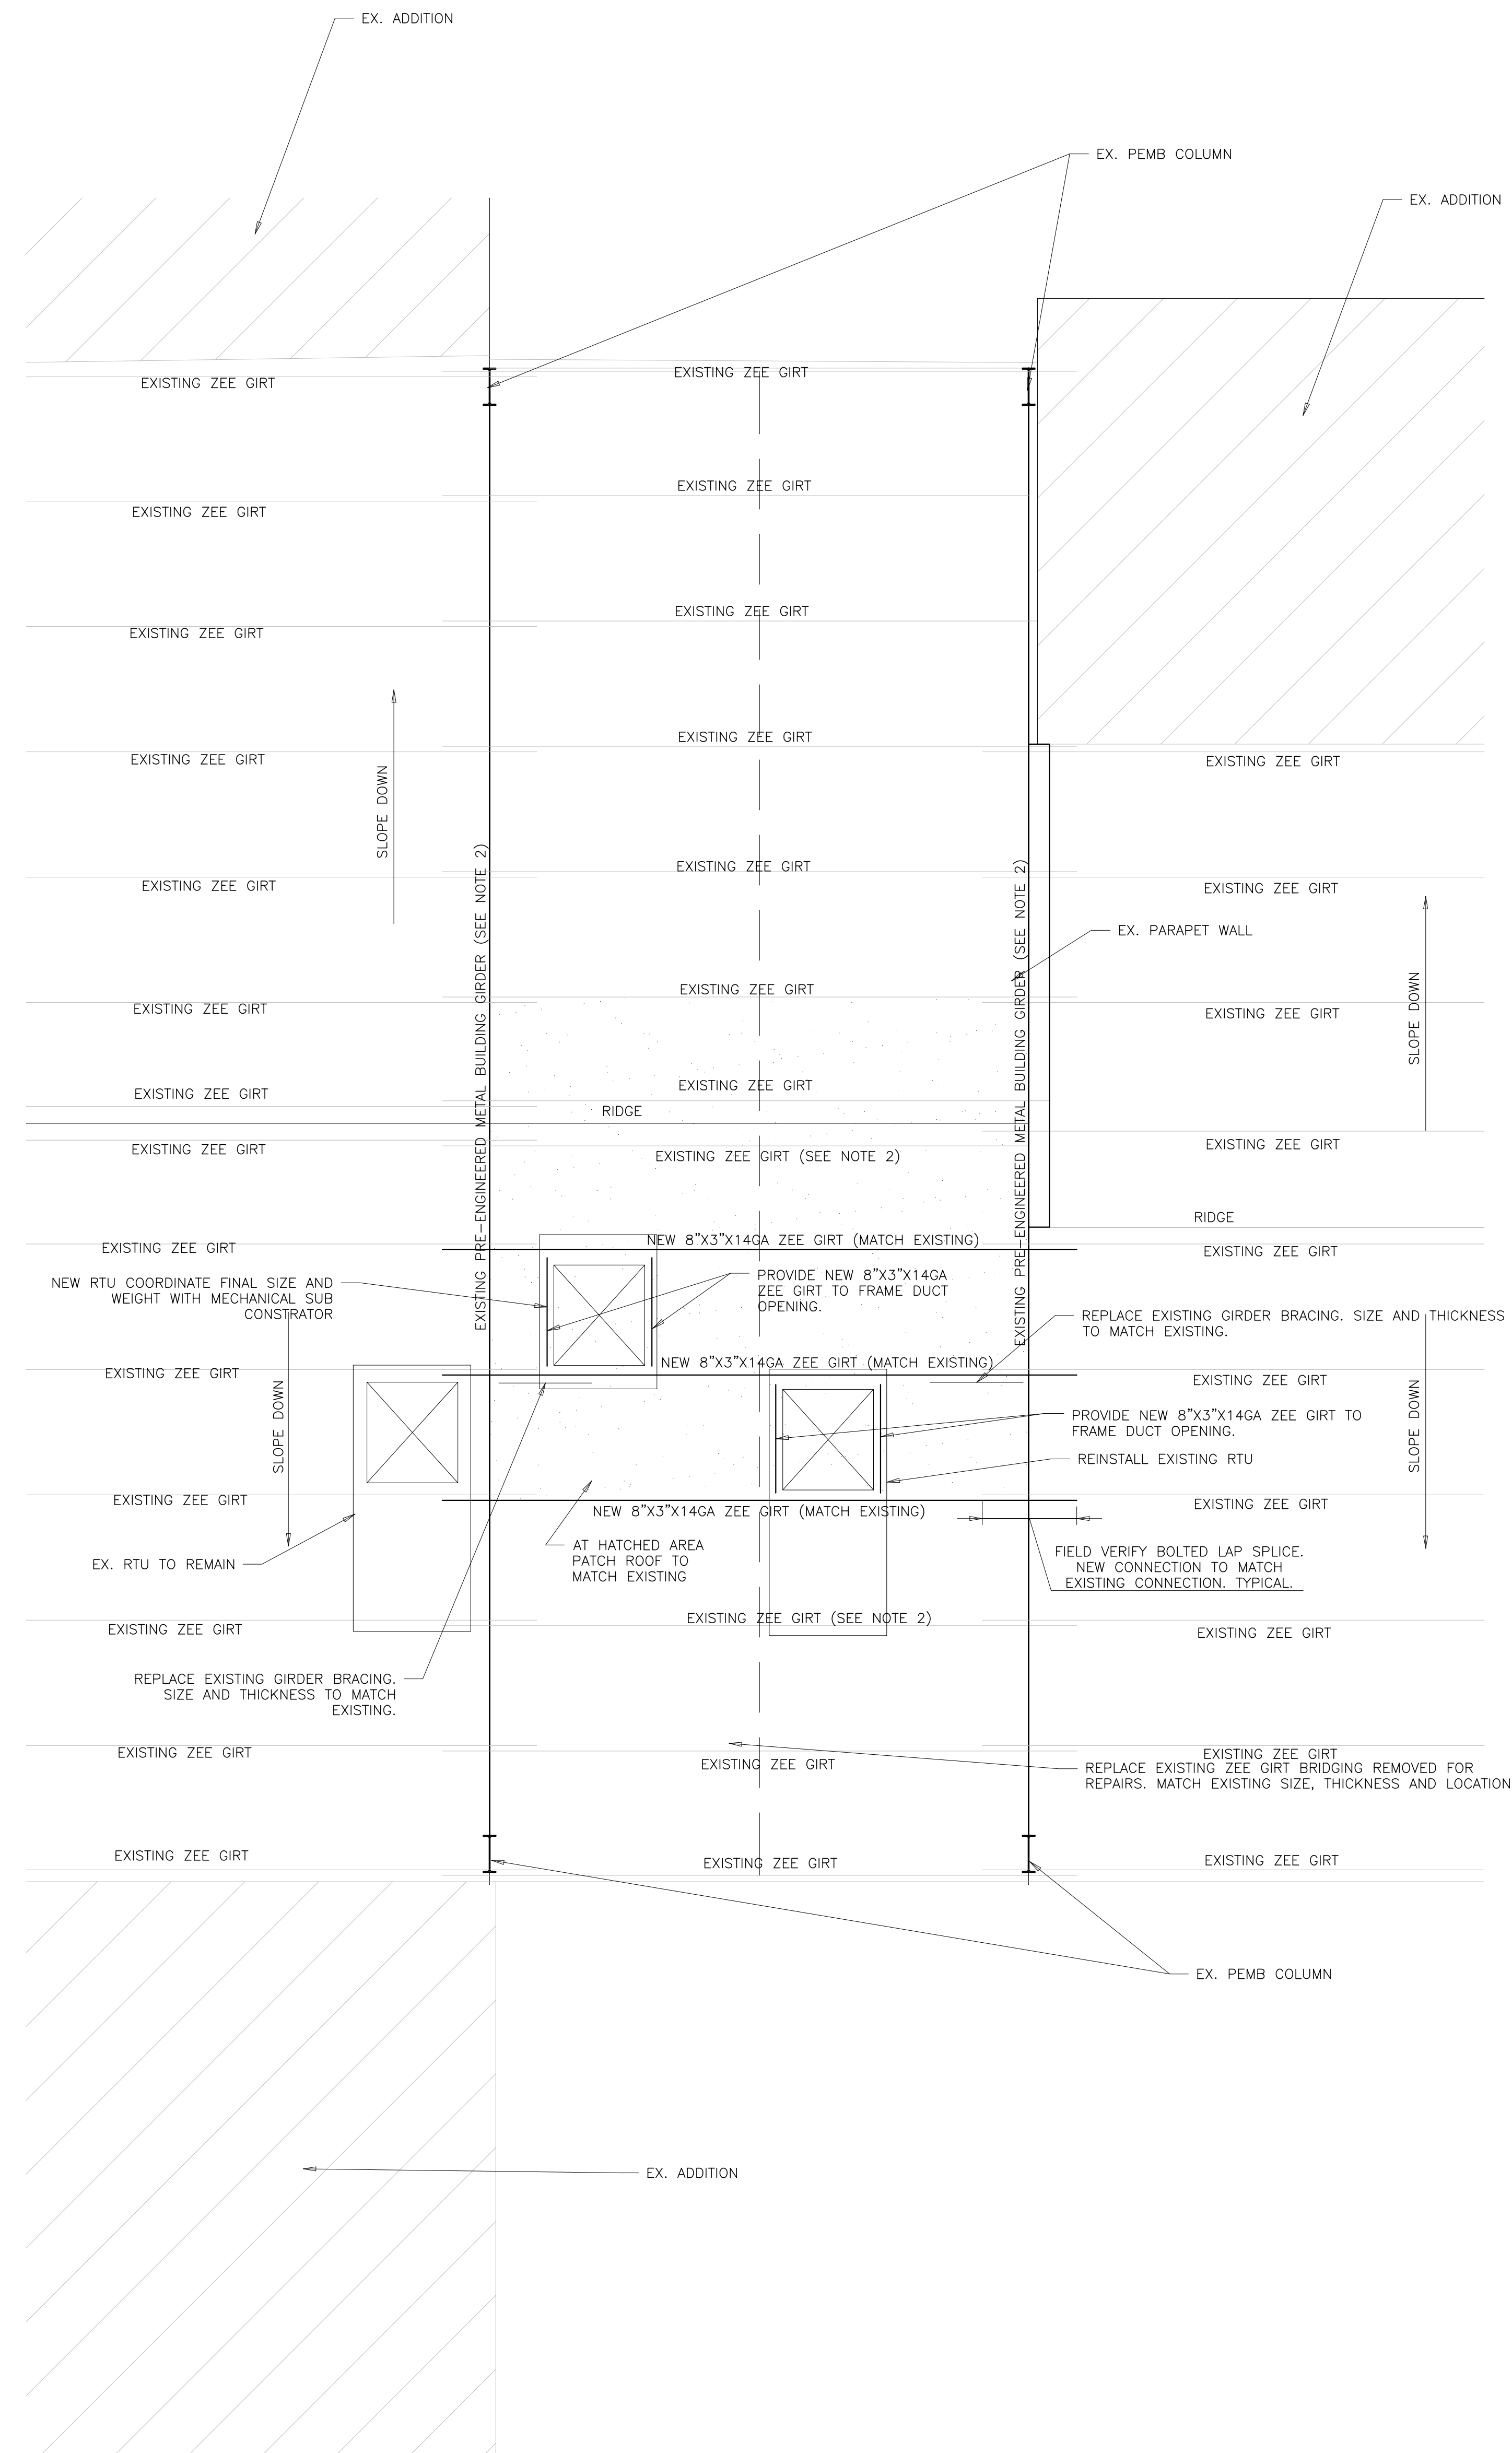 EX. ADDITION
EX. PEMB COLUMN
EX. ADDITION
EXISTING ZEE GIRT
EXISTING ZEE GIRT
EXISTING ZEE GIRT
EXISTING ZEE GIRT
EXISTING ZEE GIRT
EXISTING ZEE GIRT
EXISTING ZEE GIRT
EXISTING ZEE GIRT
EXISTING ZEE GIRT
SLOPE DOWN
EXISTING ZEE GIRT
EXISTING PRE-ENGINEERED METAL BUILDING GIRDER (SEE NOTE 2)
EXISTING PRE-ENGINEERED METAL BUILDING GIRDER (SEE NOTE 2)
EXISTING ZEE GIRT
EXISTING ZEE GIRT
EXISTING ZEE GIRT
EX. PARAPET WALL
SLOPE DOWN
EXISTING ZEE GIRT
EXISTING ZEE GIRT
EXISTING ZEE GIRT
EXISTING ZEE GIRT
EXISTING ZEE GIRT
RIDGE
EXISTING ZEE GIRT
EXISTING ZEE GIRT (SEE NOTE 2)
EXISTING ZEE GIRT
RIDGE
EXISTING ZEE GIRT
NEW 8"X3"X14GA ZEE GIRT (MATCH EXISTING)
EXISTING ZEE GIRT
NEW RTU COORDINATE FINAL SIZE AND
WEIGHT WITH MECHANICAL SUB
CONSTRATOR
PROVIDE NEW 8"X3"X14GA
ZEE GIRT TO FRAME DUCT
OPENING.
REPLACE EXISTING GIRDER BRACING. SIZE AND THICKNESS
TO MATCH EXISTING.
EXISTING ZEE GIRT
NEW 8"X3"X14GA ZEE GIRT (MATCH EXISTING)
EXISTING ZEE GIRT
SLOPE DOWN
SLOPE DOWN
PROVIDE NEW 8"X3"X14GA ZEE GIRT TO
FRAME DUCT OPENING.
REINSTALL EXISTING RTU
EXISTING ZEE GIRT
NEW 8"X3"X14GA ZEE GIRT (MATCH EXISTING)
EXISTING ZEE GIRT
EX. RTU TO REMAIN
AT HATCHED AREA
PATCH ROOF TO
MATCH EXISTING
FIELD VERIFY BOLTED LAP SPLICE.
NEW CONNECTION TO MATCH
EXISTING CONNECTION. TYPICAL.
EXISTING ZEE GIRT
EXISTING ZEE GIRT (SEE NOTE 2)
EXISTING ZEE GIRT
REPLACE EXISTING GIRDER BRACING.
SIZE AND THICKNESS TO MATCH
EXISTING.
EXISTING ZEE GIRT
EXISTING ZEE GIRT
EXISTING ZEE GIRT
REPLACE EXISTING ZEE GIRT BRIDGING REMOVED FOR
REPAIRS. MATCH EXISTING SIZE, THICKNESS AND LOCATION
EXISTING ZEE GIRT
EXISTING ZEE GIRT
EXISTING ZEE GIRT
EX. PEMB COLUMN
EX. ADDITION